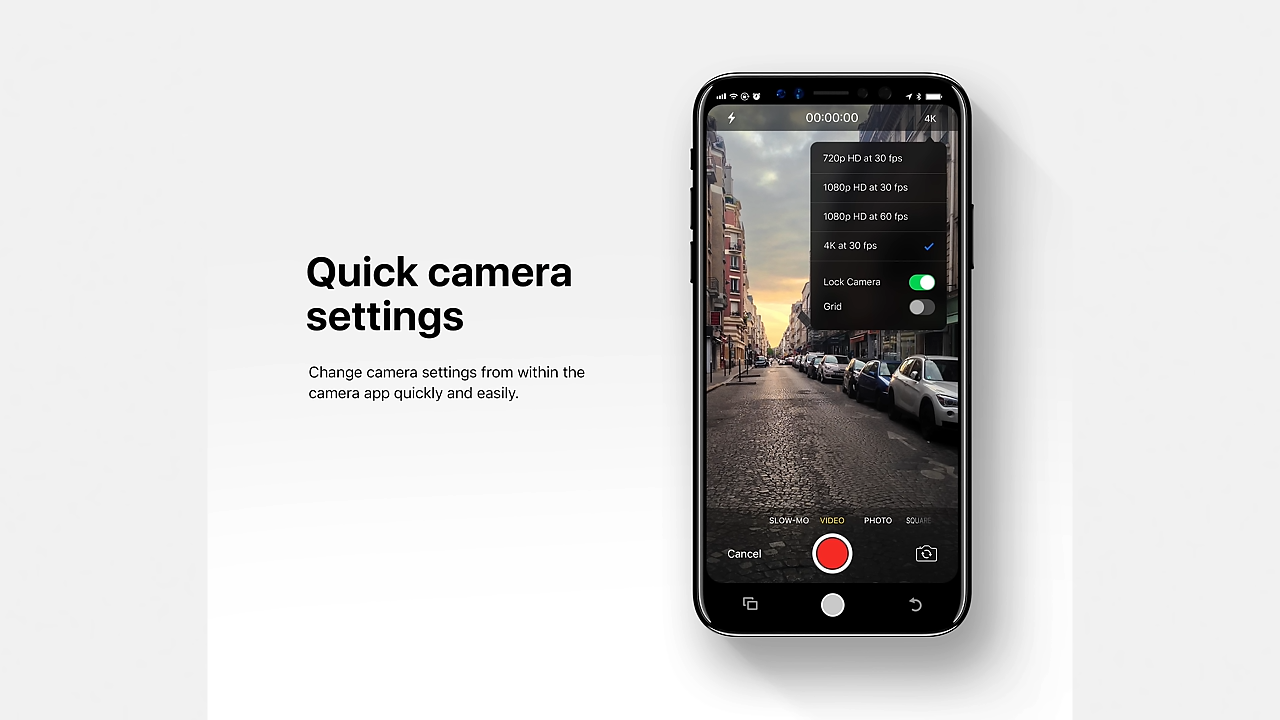 Quick camera
settings
Change camera settings from within the
camera app quickly and easily.
00:00:00
4K
720p HD at 30 fps
1080p HD at 30 fps
1080p HD at 60 fps
4K at 30 fps
Lock Camera
Grid
SLOW-MO VIDEO PHOTO SQUARE
Cancel